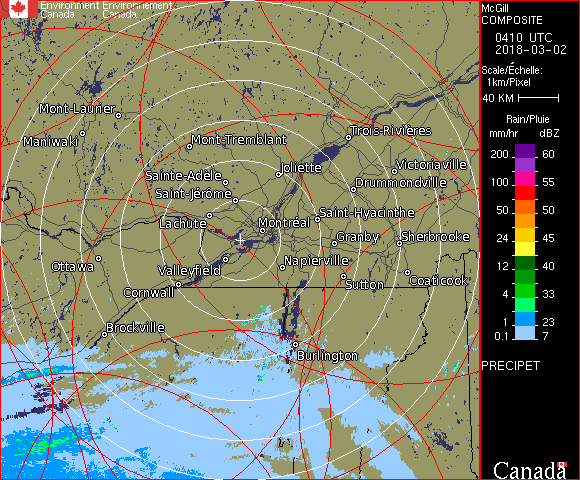 Environment Environnement
Canada Canada
McGill
COMPOSITE
0410 UTC
2018-03-02
Scale/Échelle:
1km/Pixel
40 KM
Rain/Pluie
mm/hr dBZ
200 60
100 55
50 50
24 45
12 40
4 33
1 23
0.1 7
PRECIPET
Canada
Mont-Laurier
Maniwaki
Mont-Tremblant
Trois-Rivières
Joliette
Victoriaville
Sainte-Adèle
Drummondville
Saint-Jérôme
Saint-Hyacinthe
Lachute
Montréal
Granby
Sherbrooke
Ottawa
Valleyfield
Napierville
Cornwall
Sutton
Coaticook
Brockville
Burlington